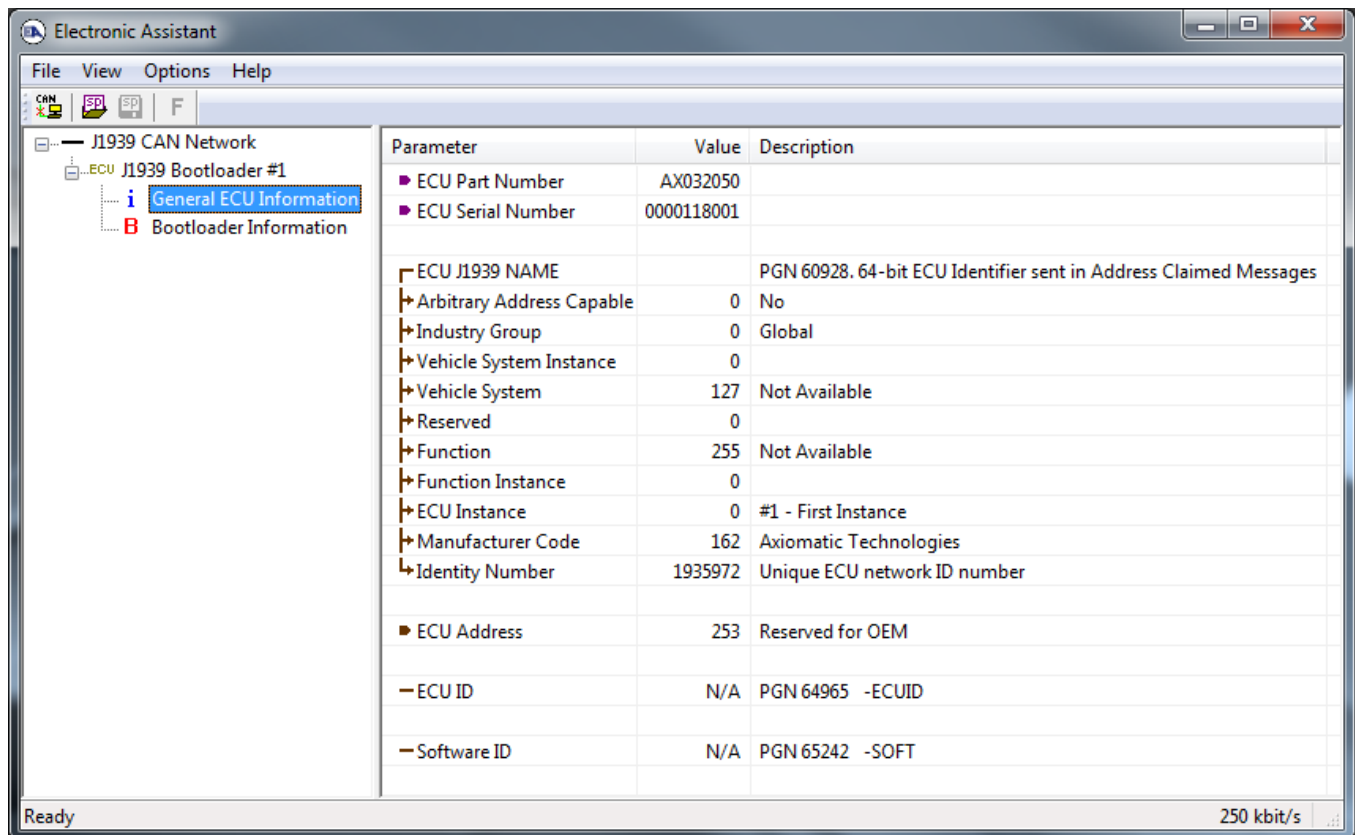 Electronic Assistant
File View Options Help
CAN SP SP F
J1939 CAN Network
ECU J1939 Bootloader #1
i General ECU Information
B Bootloader Information
Parameter Value Description
ECU Part Number AX032050
ECU Serial Number 0000118001
ECU J1939 NAME PGN 60928. 64-bit ECU Identifier sent in Address Claimed Messages
Arbitrary Address Capable 0 No
Industry Group 0 Global
Vehicle System Instance 0
Vehicle System 127 Not Available
Reserved 0
Function 255 Not Available
Function Instance 0
ECU Instance 0 #1 - First Instance
Manufacturer Code 162 Axiomatic Technologies
Identity Number 1935972 Unique ECU network ID number
ECU Address 253 Reserved for OEM
ECU ID N/A PGN 64965 -ECUID
Software ID N/A PGN 65242 -SOFT
Ready 250 kbit/s